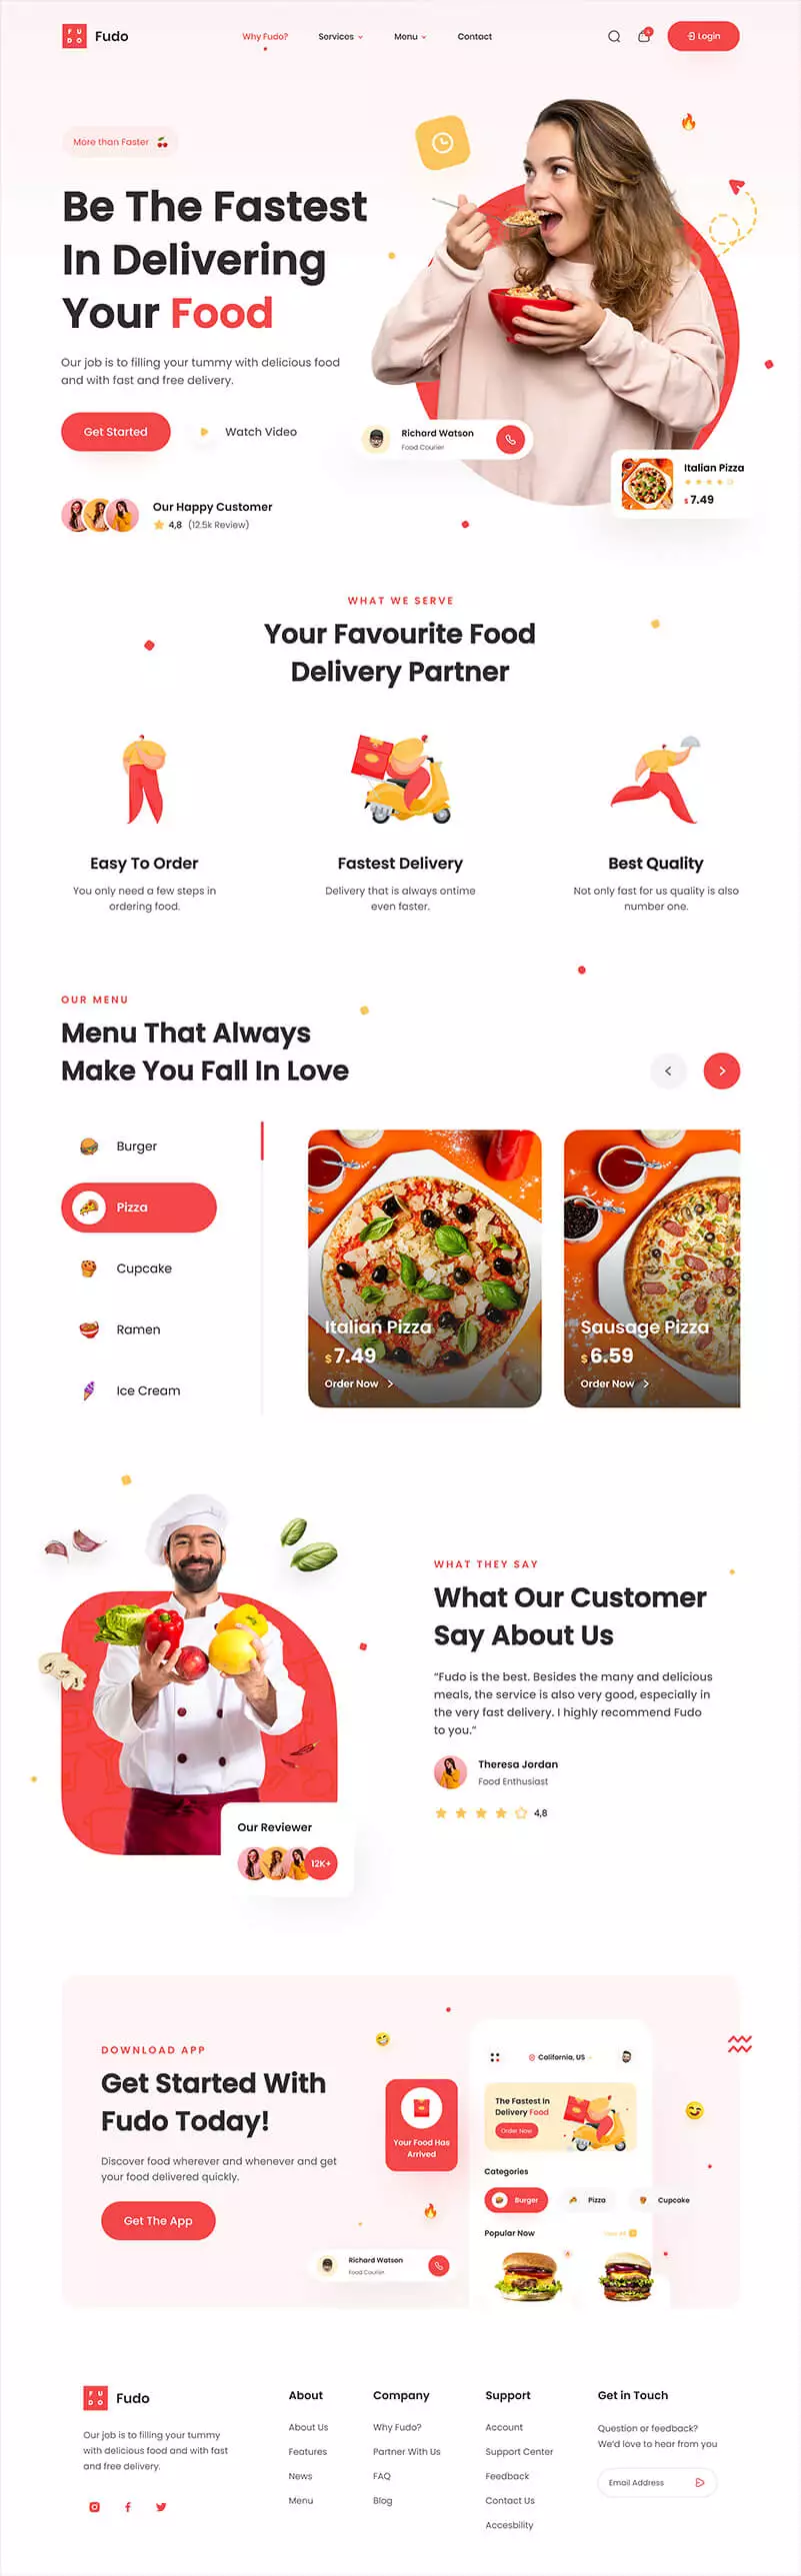 FU
DO
Fudo
Why Fudo?
Services
Menu
Contact
Login
More than Faster
Be The Fastest
In Delivering
Your Food
Our job is to filling your tummy with delicious food
and with fast and free delivery.
Get Started
Watch Video
Richard Watson
Food Courier
Italian Pizza
$ 7.49
Our Happy Customer
4,8 (12.5k Review)
WHAT WE SERVE
Your Favourite Food
Delivery Partner
Easy To Order
You only need a few steps in
ordering food.
Fastest Delivery
Delivery that is always ontime
even faster.
Best Quality
Not only fast for us quality is also
number one.
OUR MENU
Menu That Always
Make You Fall In Love
Burger
Pizza
Cupcake
Ramen
Ice Cream
Italian Pizza
$ 7.49
Order Now
Sausage Pizza
$ 6.59
Order Now
WHAT THEY SAY
What Our Customer
Say About Us
“Fudo is the best. Besides the many and delicious
meals, the service is also very good, especially in
the very fast delivery. I highly recommend Fudo
to you.”
Theresa Jordan
Food Enthusiast
4,8
Our Reviewer
12K+
DOWNLOAD APP
Get Started With
Fudo Today!
Discover food wherever and whenever and get
your food delivered quickly.
Get The App
Your Food Has
Arrived
Richard Watson
Food Courier
California, US
The Fastest In
Delivery Food
Order Now
Categories
Burger
Pizza
Cupcake
Popular Now
View All
FU
DO
Fudo
Our job is to filling your tummy
with delicious food and with fast
and free delivery.
About
About Us
Features
News
Menu
Company
Why Fudo?
Partner With Us
FAQ
Blog
Support
Account
Support Center
Feedback
Contact Us
Accesbility
Get in Touch
Question or feedback?
We'd love to hear from you
Email Address